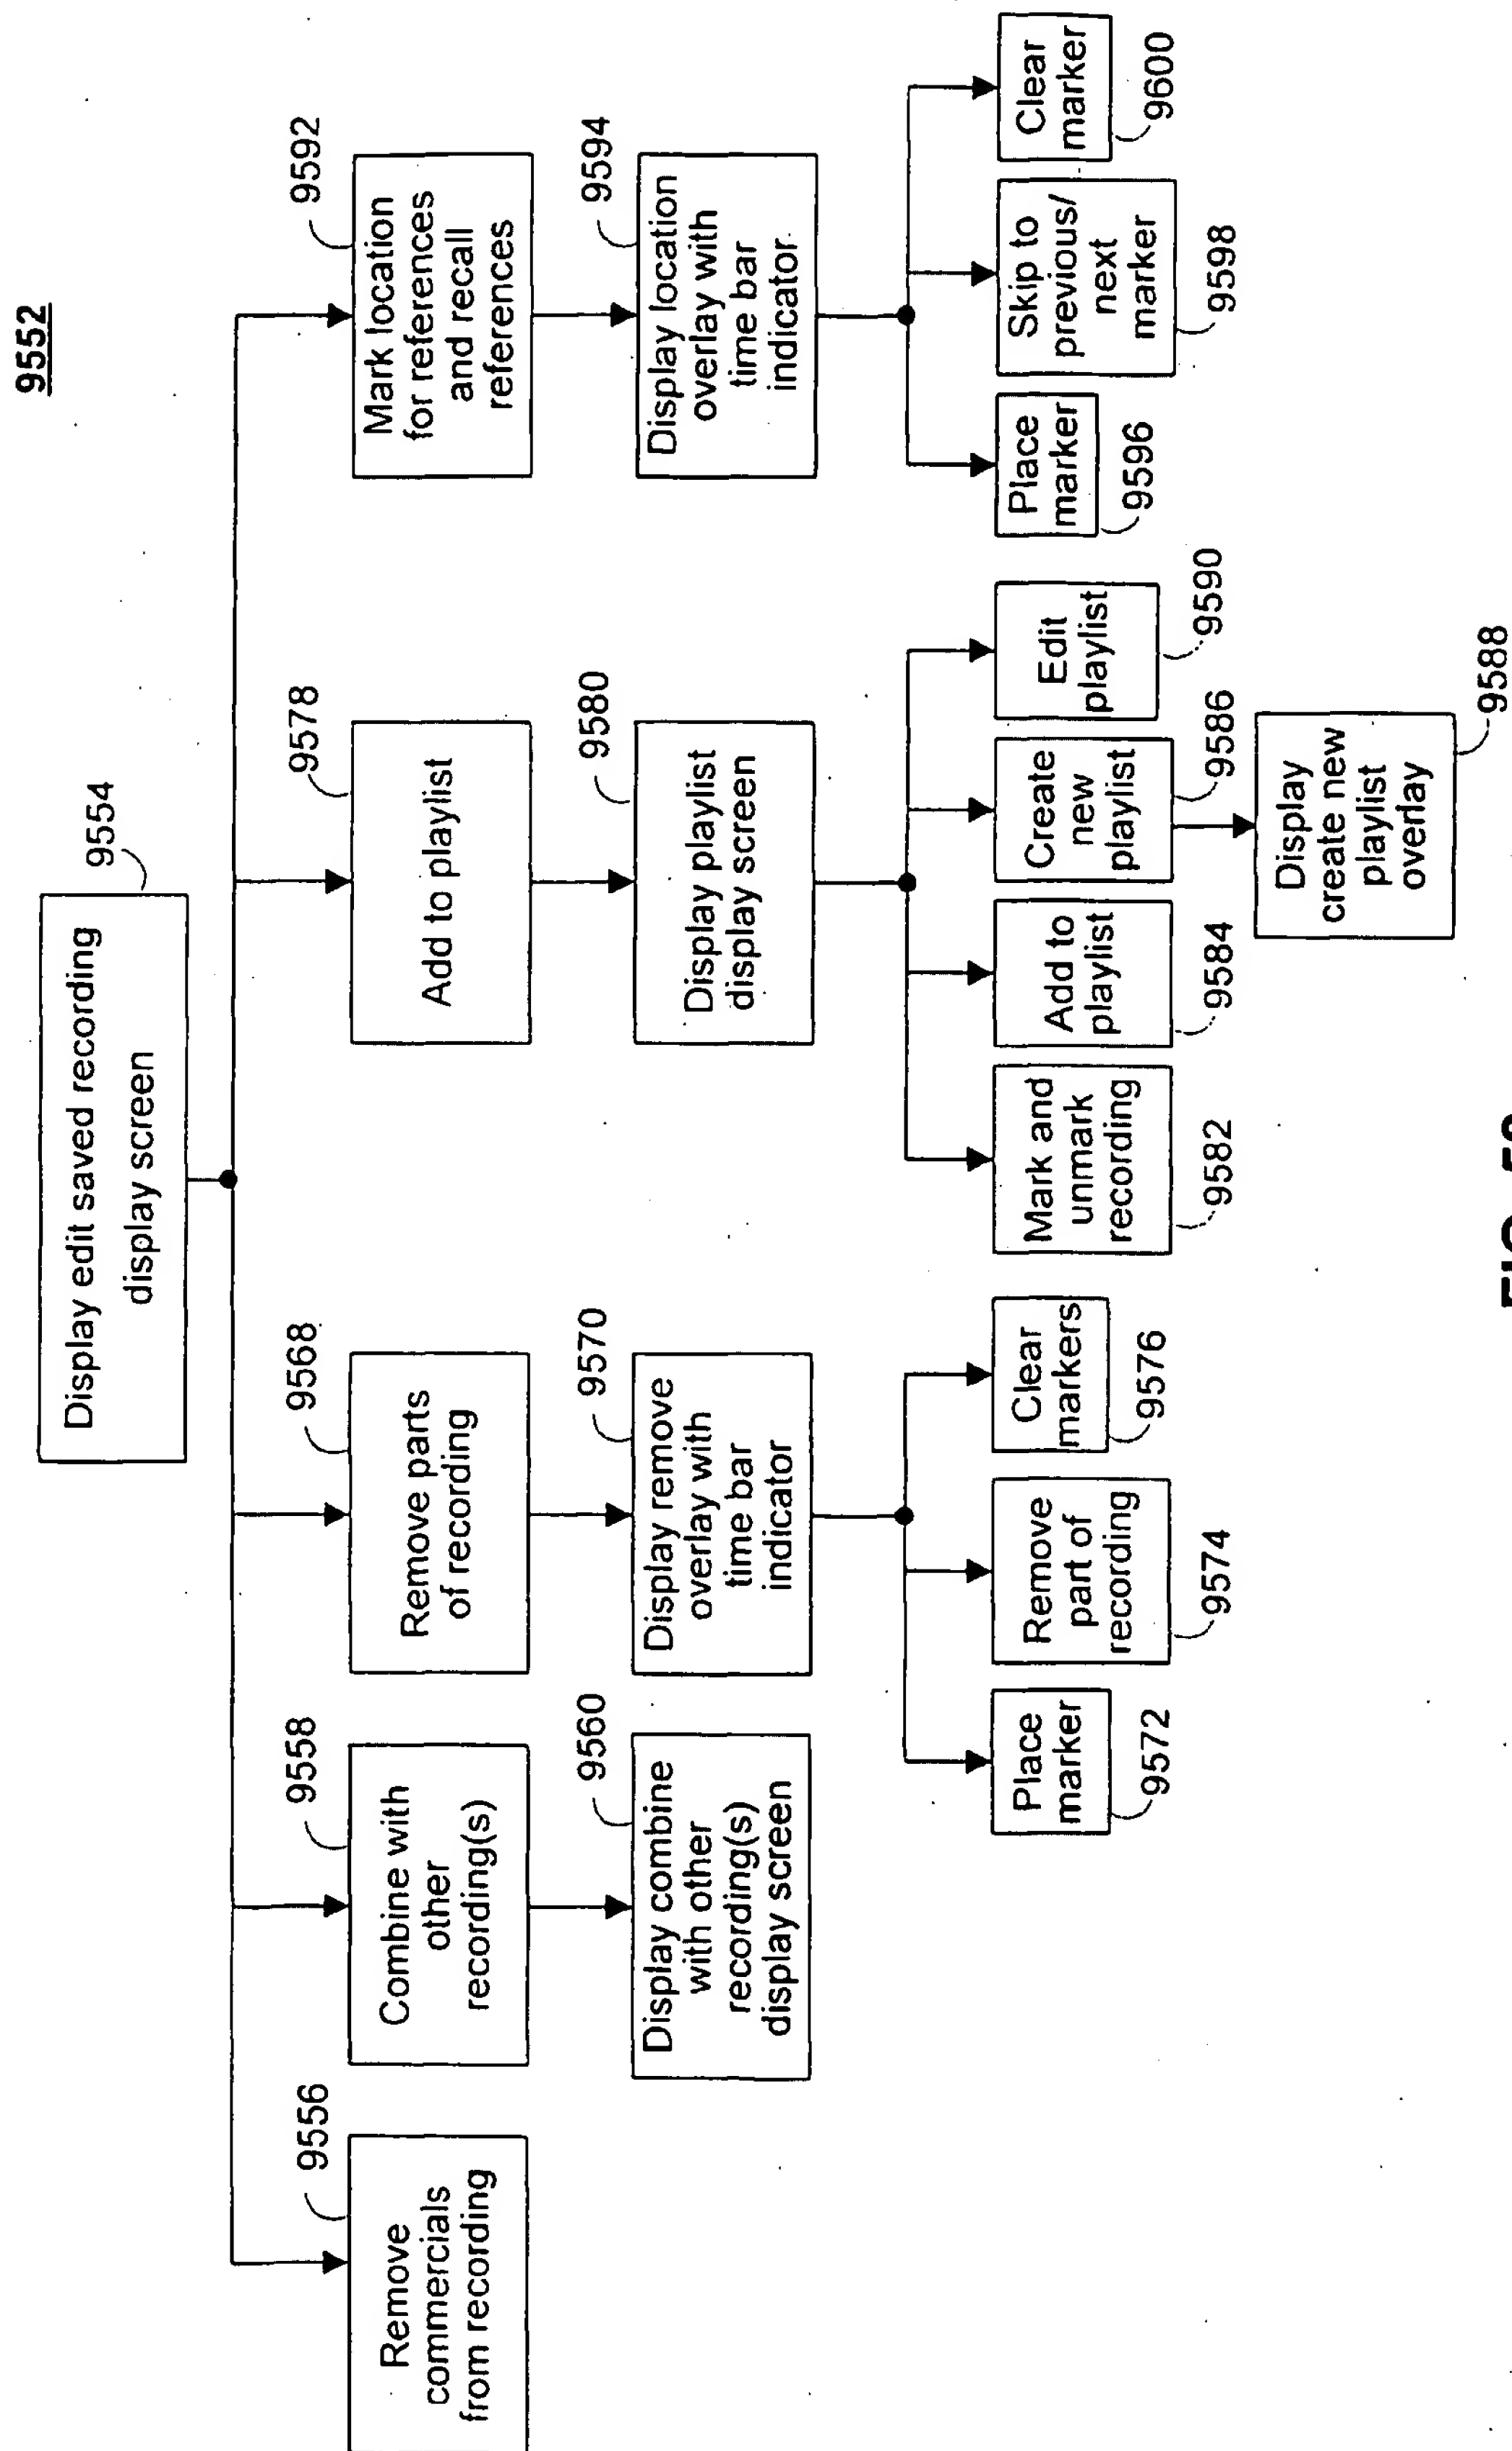 9552
Display edit saved recording
display screen
9554
Remove
commercials
from recording
9556
Combine with
other
recording(s)
9558
Remove parts
of recording
9568
Add to playlist
9578
Mark location
for references
and recall
references
9592
Display combine
with other
recording(s)
display screen
9560
Display remove
overlay with
time bar
indicator
9570
Display playlist
display screen
9580
Display location
overlay with
time bar
indicator
9594
Place
marker
9572
Remove
part of
recording
9574
Clear
markers
9576
Mark and
unmark
recording
9582
Add to
playlist
9584
Create
new
playlist
9586
Edit
playlist
9590
Place
marker
9596
Skip to
previous/
next
marker
9598
Clear
marker
9600
Display
create new
playlist
overlay
9588